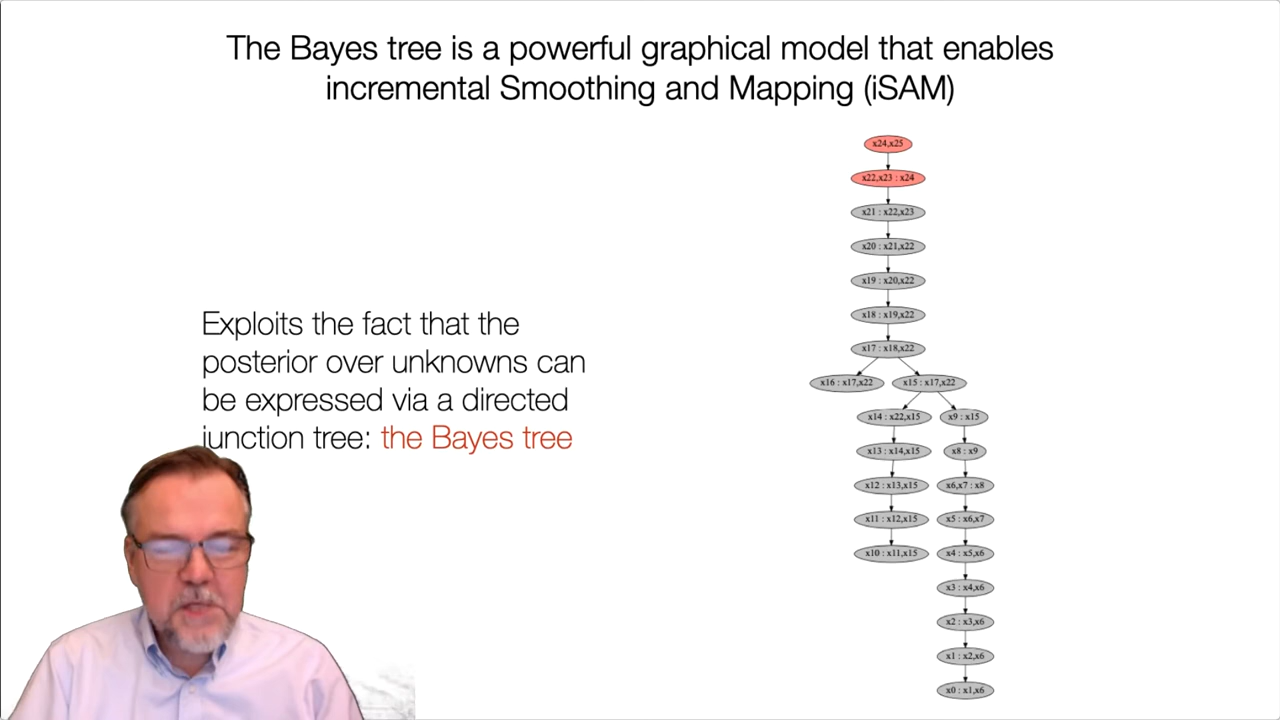 The Bayes tree is a powerful graphical model that enables
incremental Smoothing and Mapping (iSAM)
Exploits the fact that the
posterior over unknowns can
be expressed via a directed
junction tree: the Bayes tree
x24,x25
x22,x23 : x24
x21 : x22,x23
x20 : x21,x22
x19 : x20,x22
x18 : x19,x22
x17 : x18,x22
x16 : x17,x22
x15 : x17,x22
x14 : x22,x15
x9 : x15
x13 : x14,x15
x8 : x9
x12 : x13,x15
x6,x7 : x8
x11 : x12,x15
x5 : x6,x7
x10 : x11,x15
x4 : x5,x6
x3 : x4,x6
x2 : x3,x6
x1 : x2,x6
x0 : x1,x6